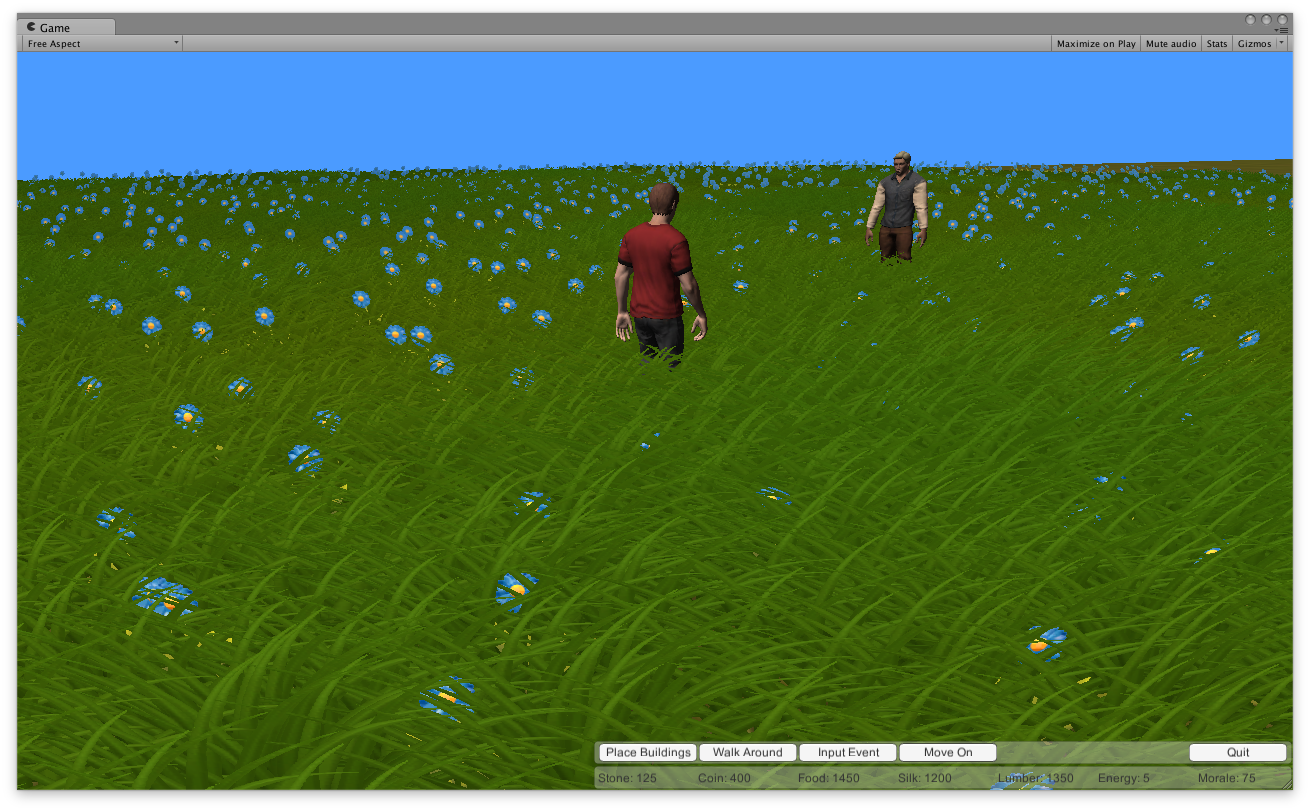 Game
Free Aspect Maximize on Play Mute audio Stats Gizmos
Place Buildings Walk Around Input Event Move On Quit
Stone: 125 Coin: 400 Food: 1450 Silk: 1200 Lumber: 1350 Energy: 5 Morale: 75